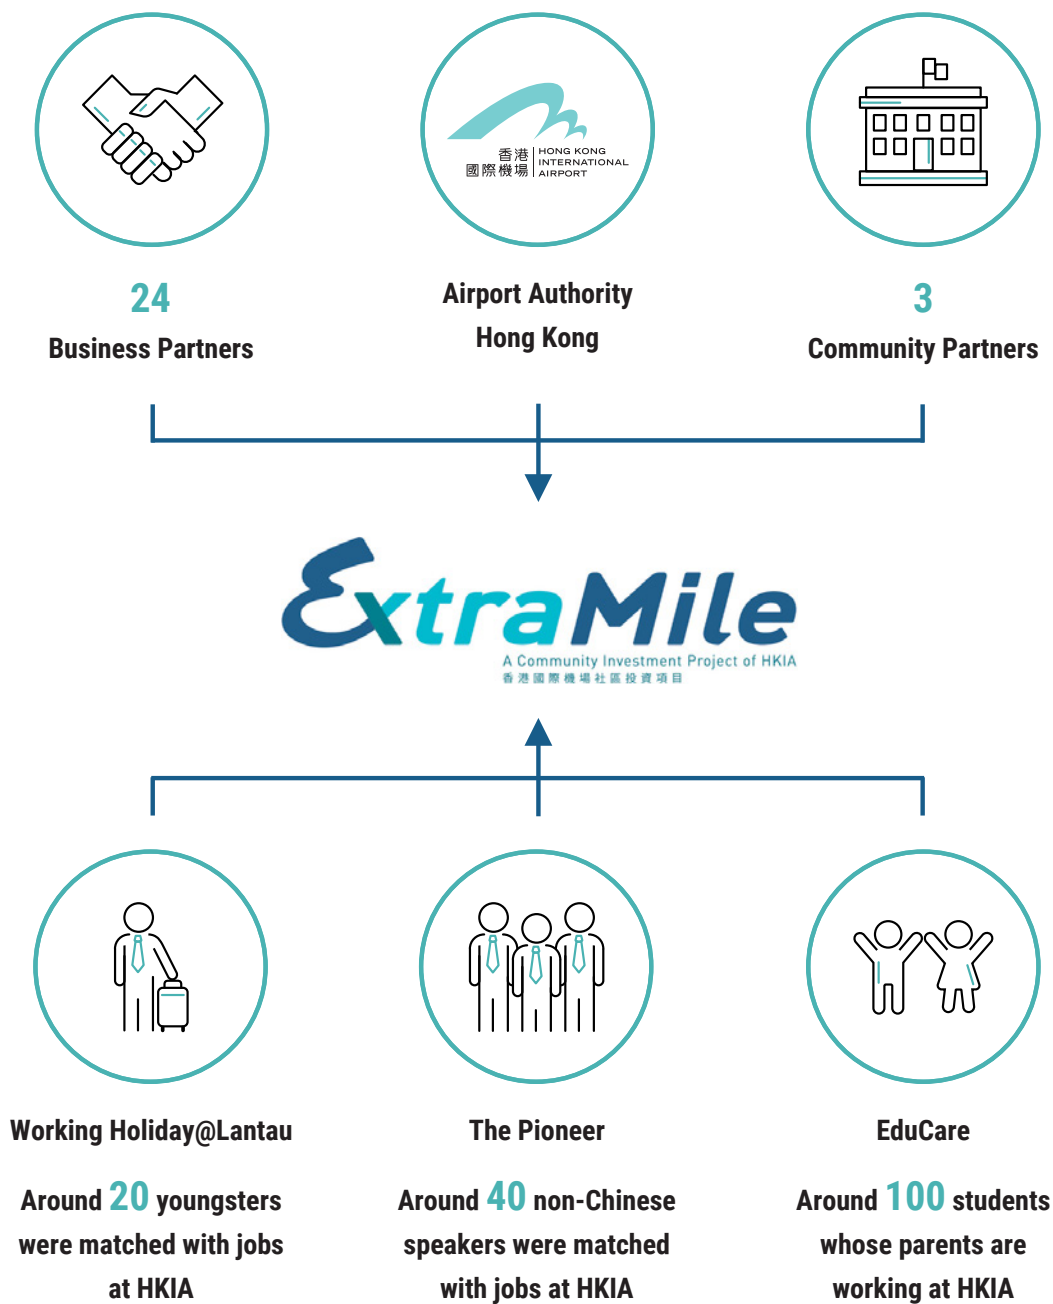 香港
國際機場
HONG KONG
INTERNATIONAL
AIRPORT
24
Business Partners
Airport Authority
Hong Kong
3
Community Partners
ExtraMile
A Community Investment Project of HKIA
香港國際機場社區投資項目
Working Holiday@Lantau
Around 20 youngsters
were matched with jobs
at HKIA
The Pioneer
Around 40 non-Chinese
speakers were matched
with jobs at HKIA
EduCare
Around 100 students
whose parents are
working at HKIA